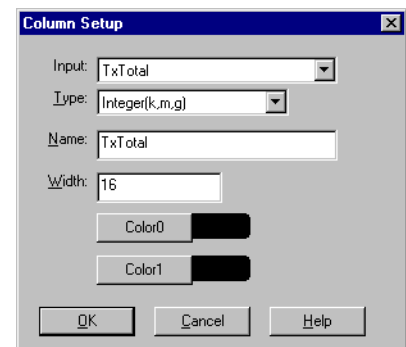 Column Setup
Input: TxTotal
Type: Integer(k,m,g)
Name: TxTotal
Width: 16
Color0
Color1
OK Cancel Help